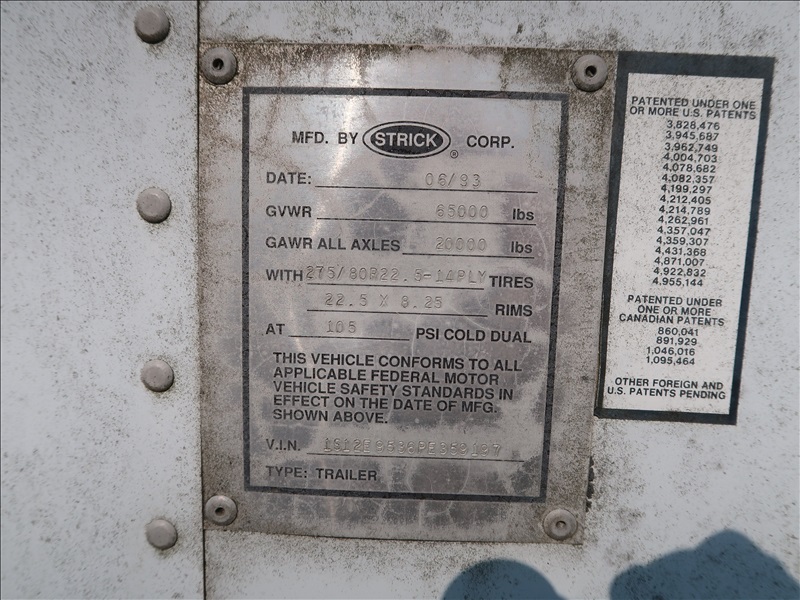 MFD. BY STRICK ® CORP.
DATE: 06/93
GVWR 65000 lbs
GAWR ALL AXLES 20000 lbs
WITH 275/80R22.5-14PLY TIRES
22.5 X 8.25 RIMS
AT 105 PSI COLD DUAL
THIS VEHICLE CONFORMS TO ALL
APPLICABLE FEDERAL MOTOR
VEHICLE SAFETY STANDARDS IN
EFFECT ON THE DATE OF MFG.
SHOWN ABOVE.
V.I.N.
TYPE: TRAILER
PATENTED UNDER ONE
OR MORE U.S. PATENTS
3,828,476
3,945,687
3,962,749
4,004,703
4,078,682
4,082,357
4,199,297
4,212,405
4,214,789
4,262,961
4,357,047
4,359,307
4,431,368
4,871,007
4,922,832
4,955,144
PATENTED UNDER
ONE OR MORE
CANADIAN PATENTS
860,041
891,929
1,046,016
1,095,464
OTHER FOREIGN AND
U.S. PATENTS PENDING